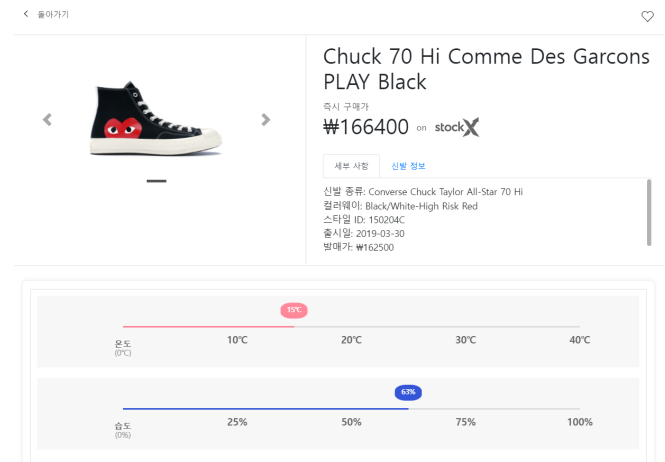 돌아가기
Chuck 70 Hi Comme Des Garcons
PLAY Black
즉시 구매가
₩166400 on stockX
세부 사항 신발 정보
신발 종류: Converse Chuck Taylor All-Star 70 Hi
컬러웨이: Black/White-High Risk Red
스타일 ID: 150204C
출시일: 2019-03-30
발매가: ₩162500
15℃
온도 10℃ 20℃ 30℃ 40℃
(0℃)
63%
습도 25% 50% 75% 100%
(0%)